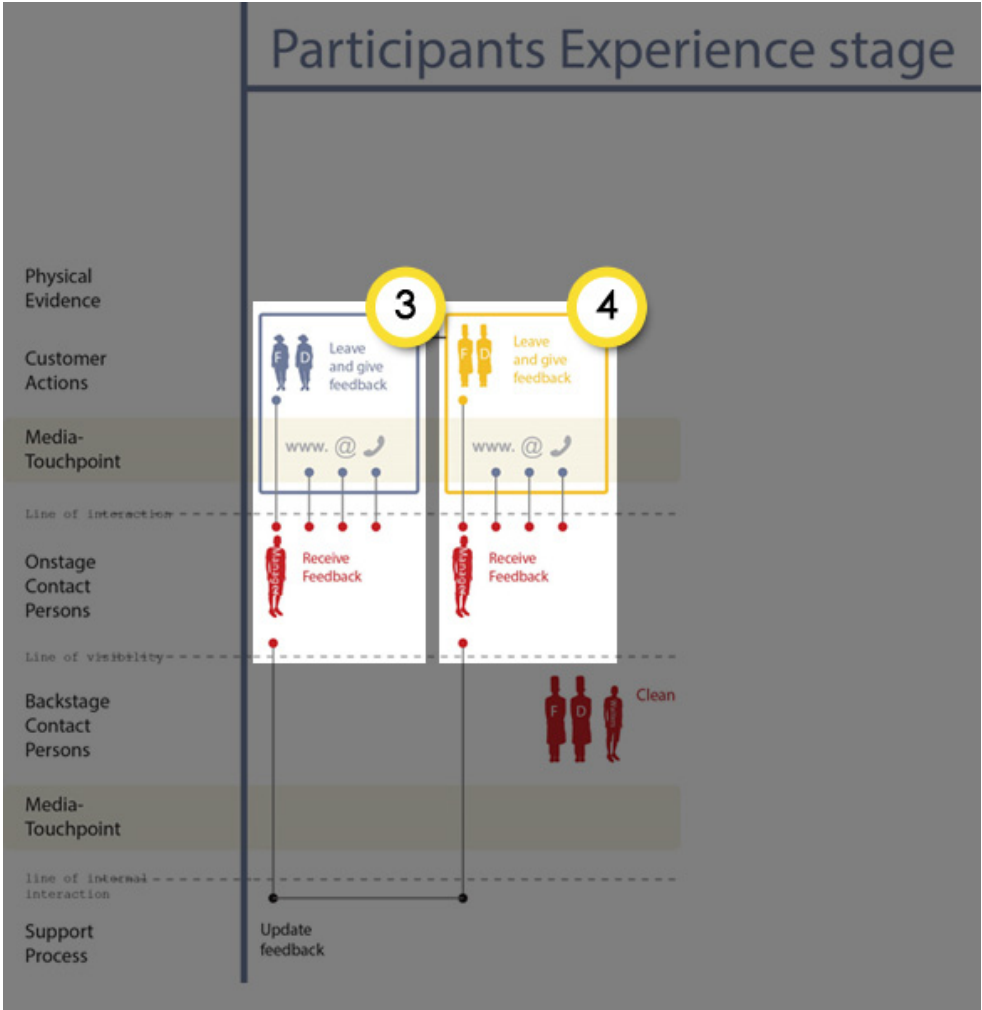 Participants Experience stage
Physical
Evidence
3
4
Customer
Actions
F D
Leave
and give
feedback
F D
Leave
and give
feedback
Media-
Touchpoint
www. @
www. @
Line of interaction
Onstage
Contact
Persons
Manager
Receive
Feedback
Manager
Receive
Feedback
Line of visibility
Backstage
Contact
Persons
F D
Clean
Media-
Touchpoint
line of internal
interaction
Support
Process
Update
feedback